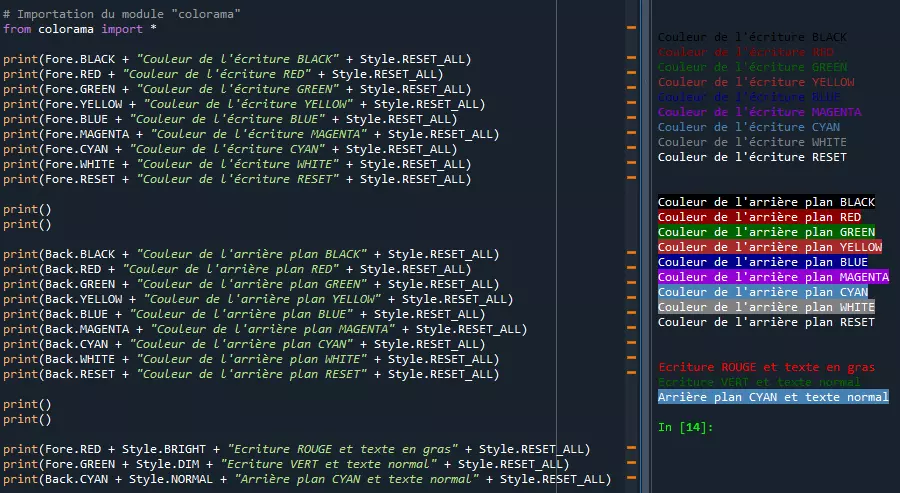 # Importation du module "colorama"
from colorama import *
print(Fore.BLACK + "Couleur de l'écriture BLACK" + Style.RESET_ALL)
print(Fore.RED + "Couleur de l'écriture RED" + Style.RESET_ALL)
print(Fore.GREEN + "Couleur de l'écriture GREEN" + Style.RESET_ALL)
print(Fore.YELLOW + "Couleur de l'écriture YELLOW" + Style.RESET_ALL)
print(Fore.BLUE + "Couleur de l'écriture BLUE" + Style.RESET_ALL)
print(Fore.MAGENTA + "Couleur de l'écriture MAGENTA" + Style.RESET_ALL)
print(Fore.CYAN + "Couleur de l'écriture CYAN" + Style.RESET_ALL)
print(Fore.WHITE + "Couleur de l'écriture WHITE" + Style.RESET_ALL)
print(Fore.RESET + "Couleur de l'écriture RESET" + Style.RESET_ALL)
print()
print()
print(Back.BLACK + "Couleur de l'arrière plan BLACK" + Style.RESET_ALL)
print(Back.RED + "Couleur de l'arrière plan RED" + Style.RESET_ALL)
print(Back.GREEN + "Couleur de l'arrière plan GREEN" + Style.RESET_ALL)
print(Back.YELLOW + "Couleur de l'arrière plan YELLOW" + Style.RESET_ALL)
print(Back.BLUE + "Couleur de l'arrière plan BLUE" + Style.RESET_ALL)
print(Back.MAGENTA + "Couleur de l'arrière plan MAGENTA" + Style.RESET_ALL)
print(Back.CYAN + "Couleur de l'arrière plan CYAN" + Style.RESET_ALL)
print(Back.WHITE + "Couleur de l'arrière plan WHITE" + Style.RESET_ALL)
print(Back.RESET + "Couleur de l'arrière plan RESET" + Style.RESET_ALL)
print()
print()
print(Fore.RED + Style.BRIGHT + "Ecriture ROUGE et texte en gras" + Style.RESET_ALL)
print(Fore.GREEN + Style.DIM + "Ecriture VERT et texte normal" + Style.RESET_ALL)
print(Back.CYAN + Style.NORMAL + "Arrière plan CYAN et texte normal" + Style.RESET_ALL)
Couleur de l'écriture BLACK
Couleur de l'écriture RED
Couleur de l'écriture GREEN
Couleur de l'écriture YELLOW
Couleur de l'écriture BLUE
Couleur de l'écriture MAGENTA
Couleur de l'écriture CYAN
Couleur de l'écriture WHITE
Couleur de l'écriture RESET
Couleur de l'arrière plan BLACK
Couleur de l'arrière plan RED
Couleur de l'arrière plan GREEN
Couleur de l'arrière plan YELLOW
Couleur de l'arrière plan BLUE
Couleur de l'arrière plan MAGENTA
Couleur de l'arrière plan CYAN
Couleur de l'arrière plan WHITE
Couleur de l'arrière plan RESET
Ecriture ROUGE et texte en gras
Ecriture VERT et texte normal
Arrière plan CYAN et texte normal
In [14]: